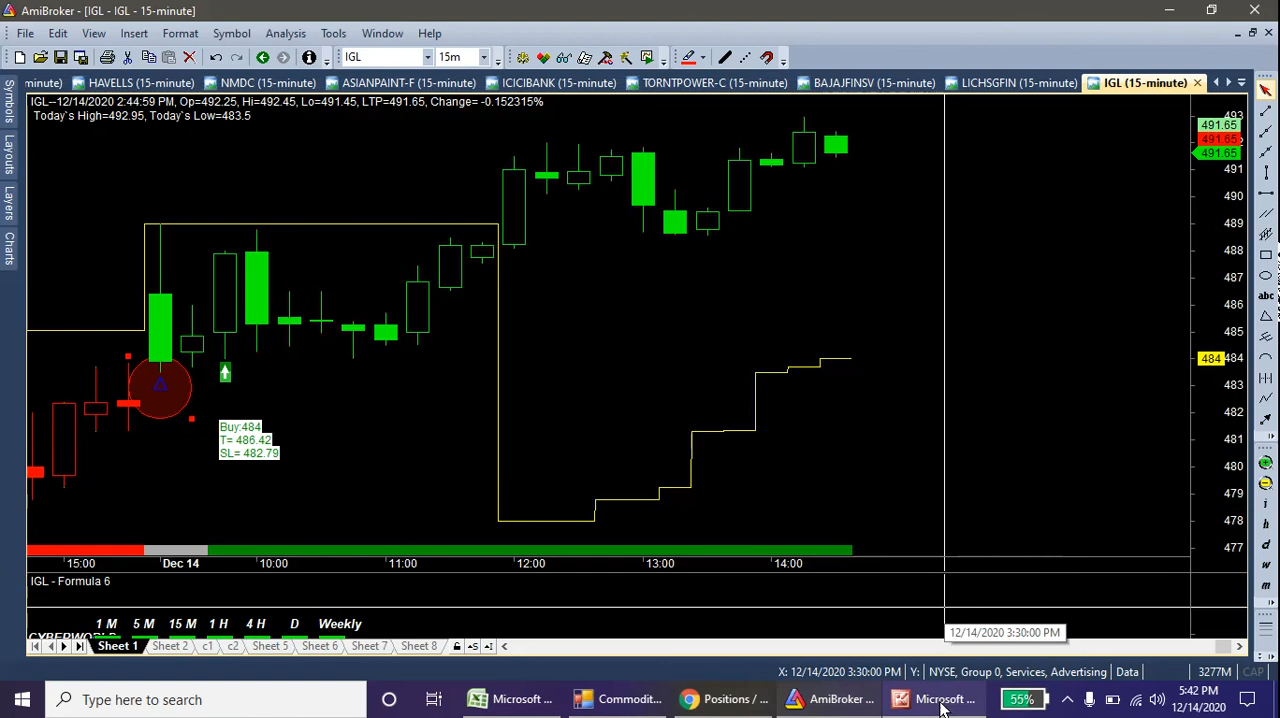 AmiBroker - [IGL - IGL - 15-minute]
File Edit View Insert Format Symbol Analysis Tools Window Help
IGL 15m
minute) HAVELLS (15-minute) NMDC (15-minute) ASIANPAINT-F (15-minute) ICICIBANK (15-minute) TORNTPOWER-C (15-minute) BAJAJFINSV (15-minute) LICHSGFIN (15-minute) IGL (15-minute)
IGL--12/14/2020 2:44:59 PM, Op=492.25, Hi=492.45, Lo=491.45, LTP=491.65, Change= -0.152315%
Today`s High=492.95, Today`s Low=483.5
Symbols
Layouts
Layers
Charts
493
491.65
491.65
491.65
491
490
489
488
487
486
485
484 484
483
482
481
480
479
478
477
Buy:484
T= 486.42
SL= 482.79
abc
15:00 Dec 14 10:00 11:00 12:00 13:00 14:00
IGL - Formula 6
1 M 5 M 15 M 1 H 4 H D Weekly
CYBERWORLD
12/14/2020 3:30:00 PM
Sheet 1 Sheet 2 c1 c2 Sheet 5 Sheet 6 Sheet 7 Sheet 8
X: 12/14/2020 3:30:00 PM Y: NYSE, Group 0, Services, Advertising Data 3277M CAP
Type here to search
Microsoft ... Commodit... Positions / ... AmiBroker ... Microsoft ... 55%
5:42 PM
12/14/2020